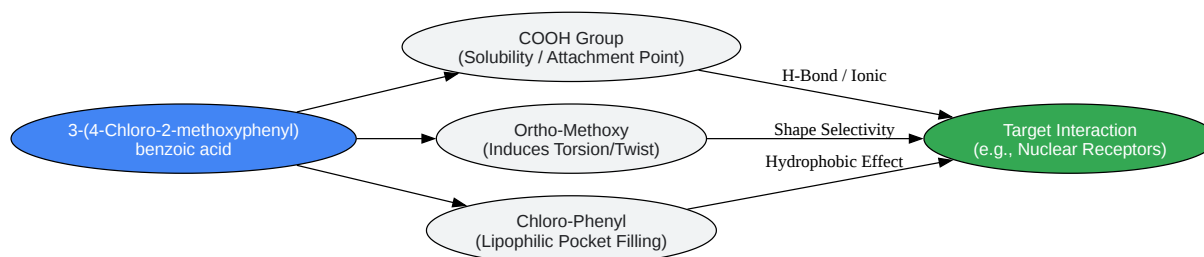 COOH Group
(Solubility / Attachment Point)
H-Bond / Ionic
3-(4-Chloro-2-methoxyphenyl)
benzoic acid
Ortho-Methoxy
(Induces Torsion/Twist)
Shape Selectivity
Target Interaction
(e.g., Nuclear Receptors)
Hydrophobic Effect
Chloro-Phenyl
(Lipophilic Pocket Filling)